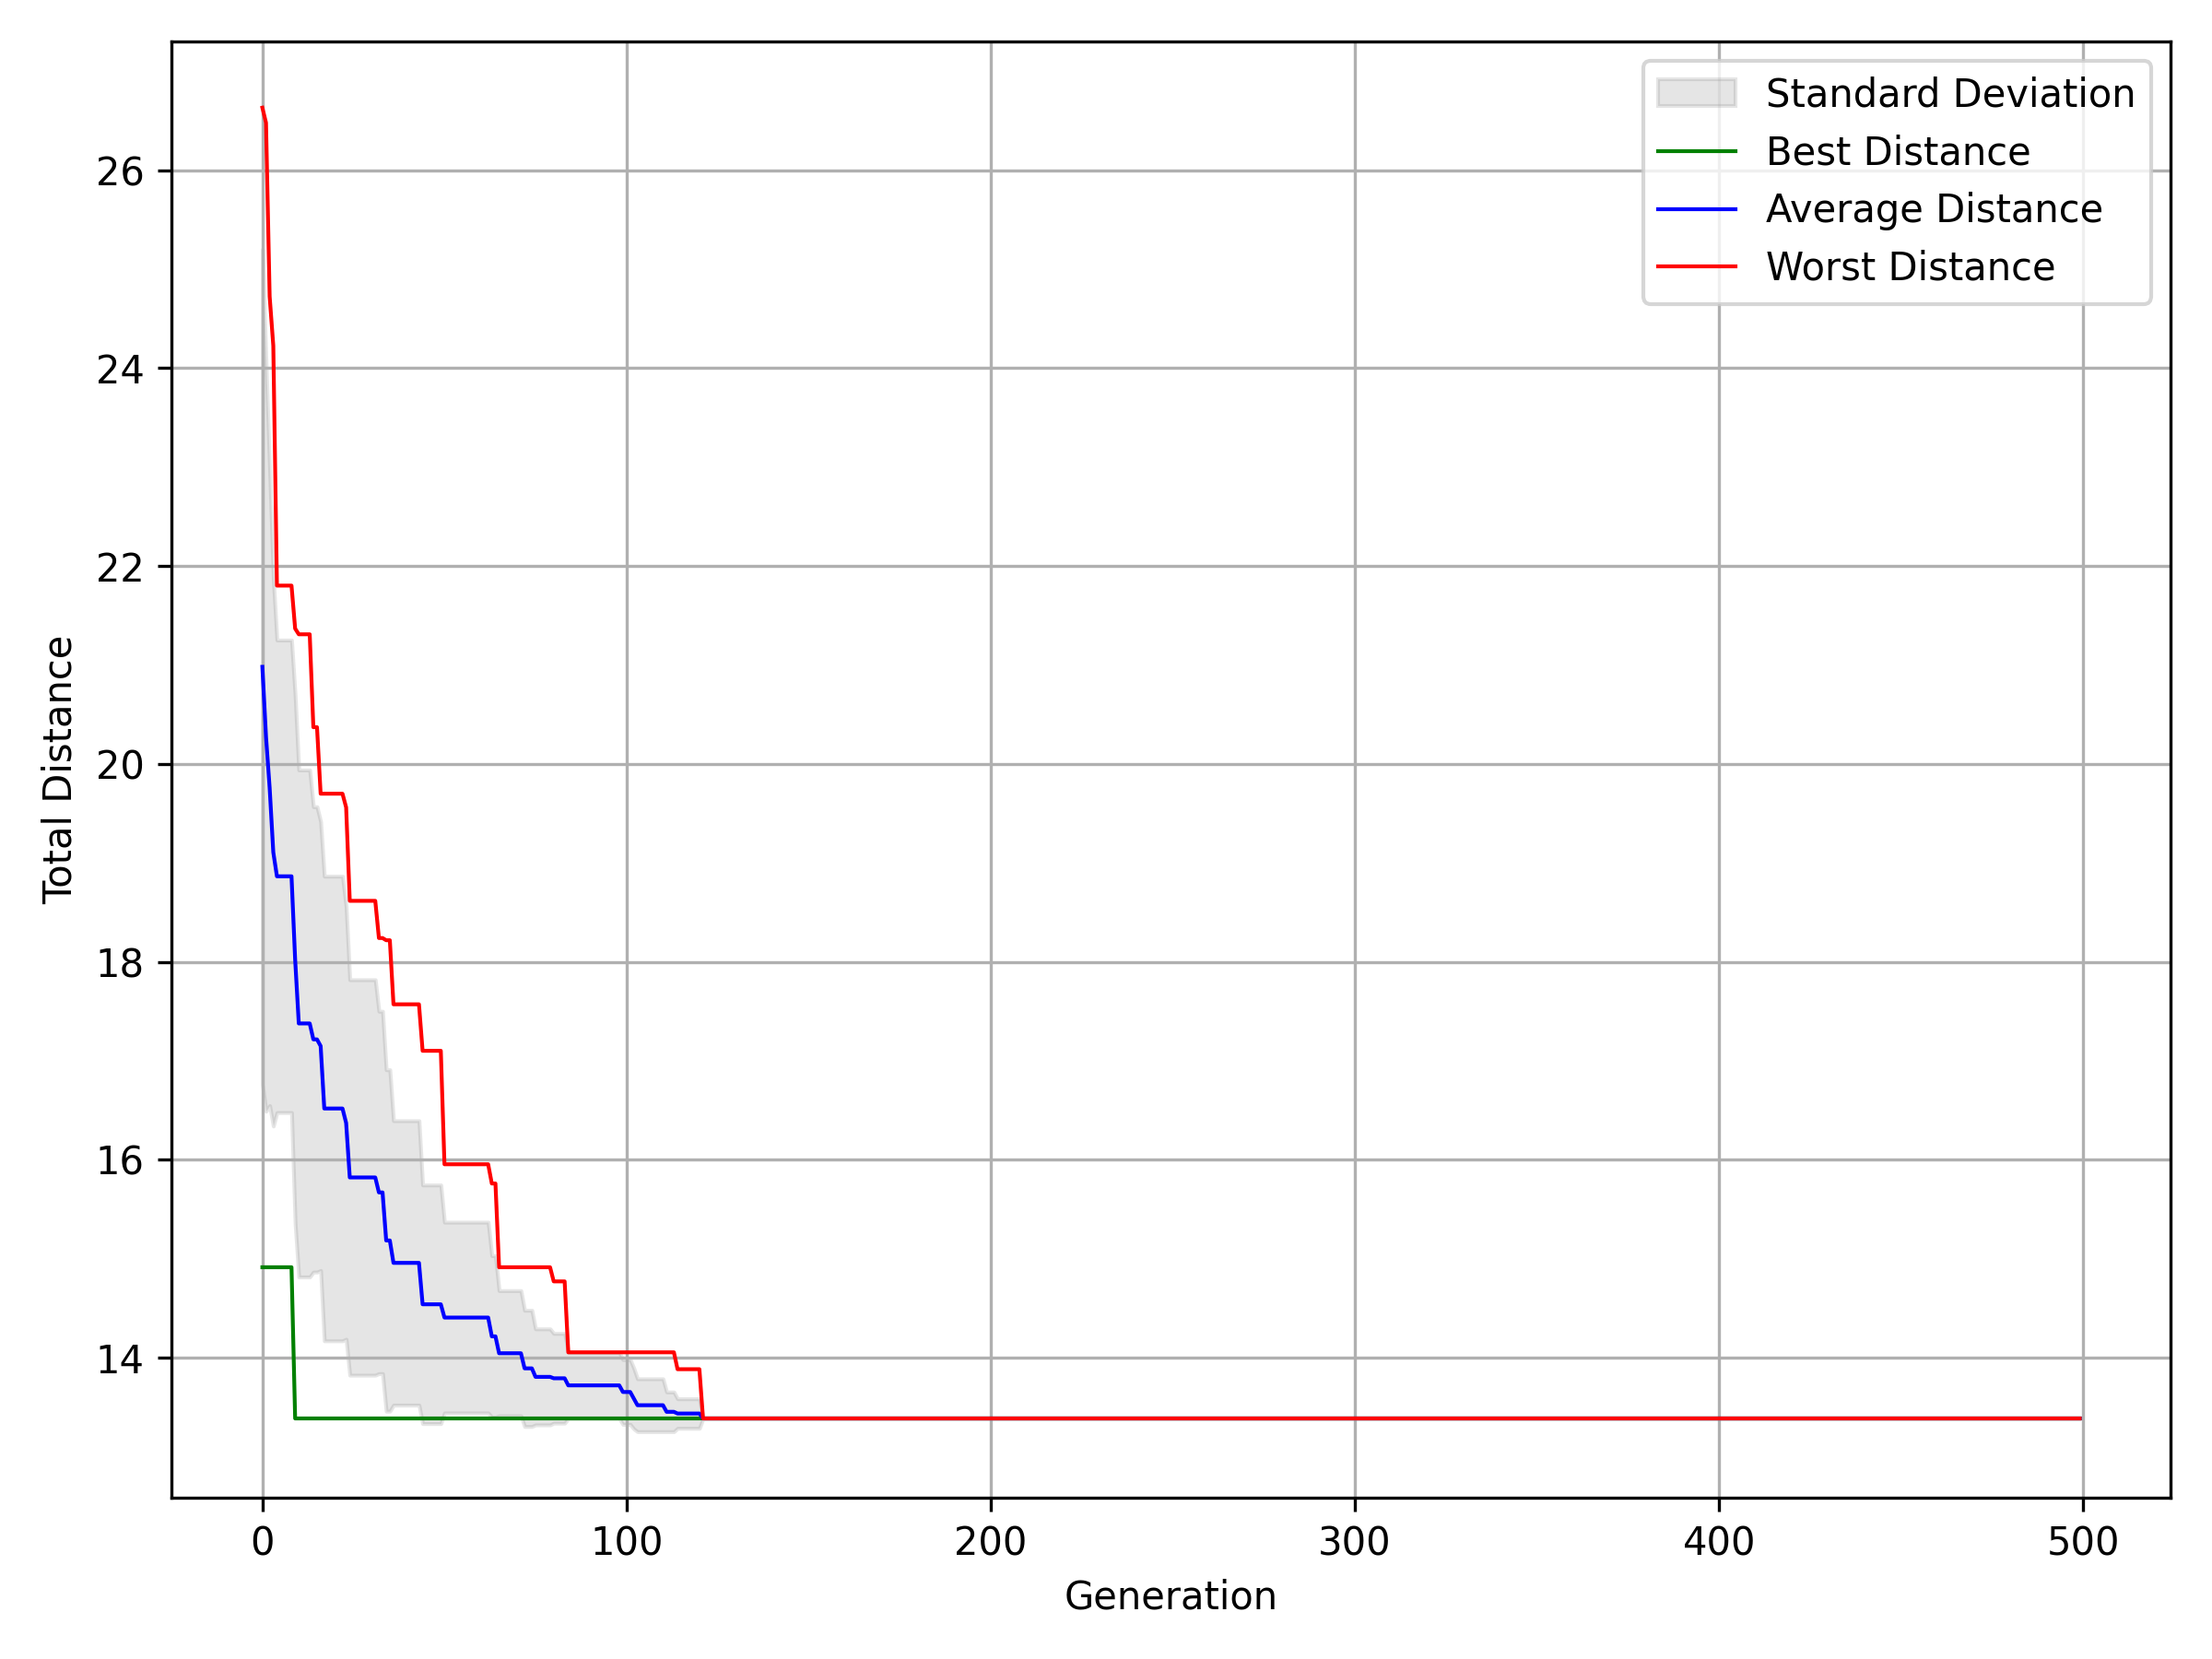 Standard Deviation
Best Distance
Average Distance
Worst Distance
26
24
22
20
18
16
14
Total Distance
0 100 200 300 400 500
Generation